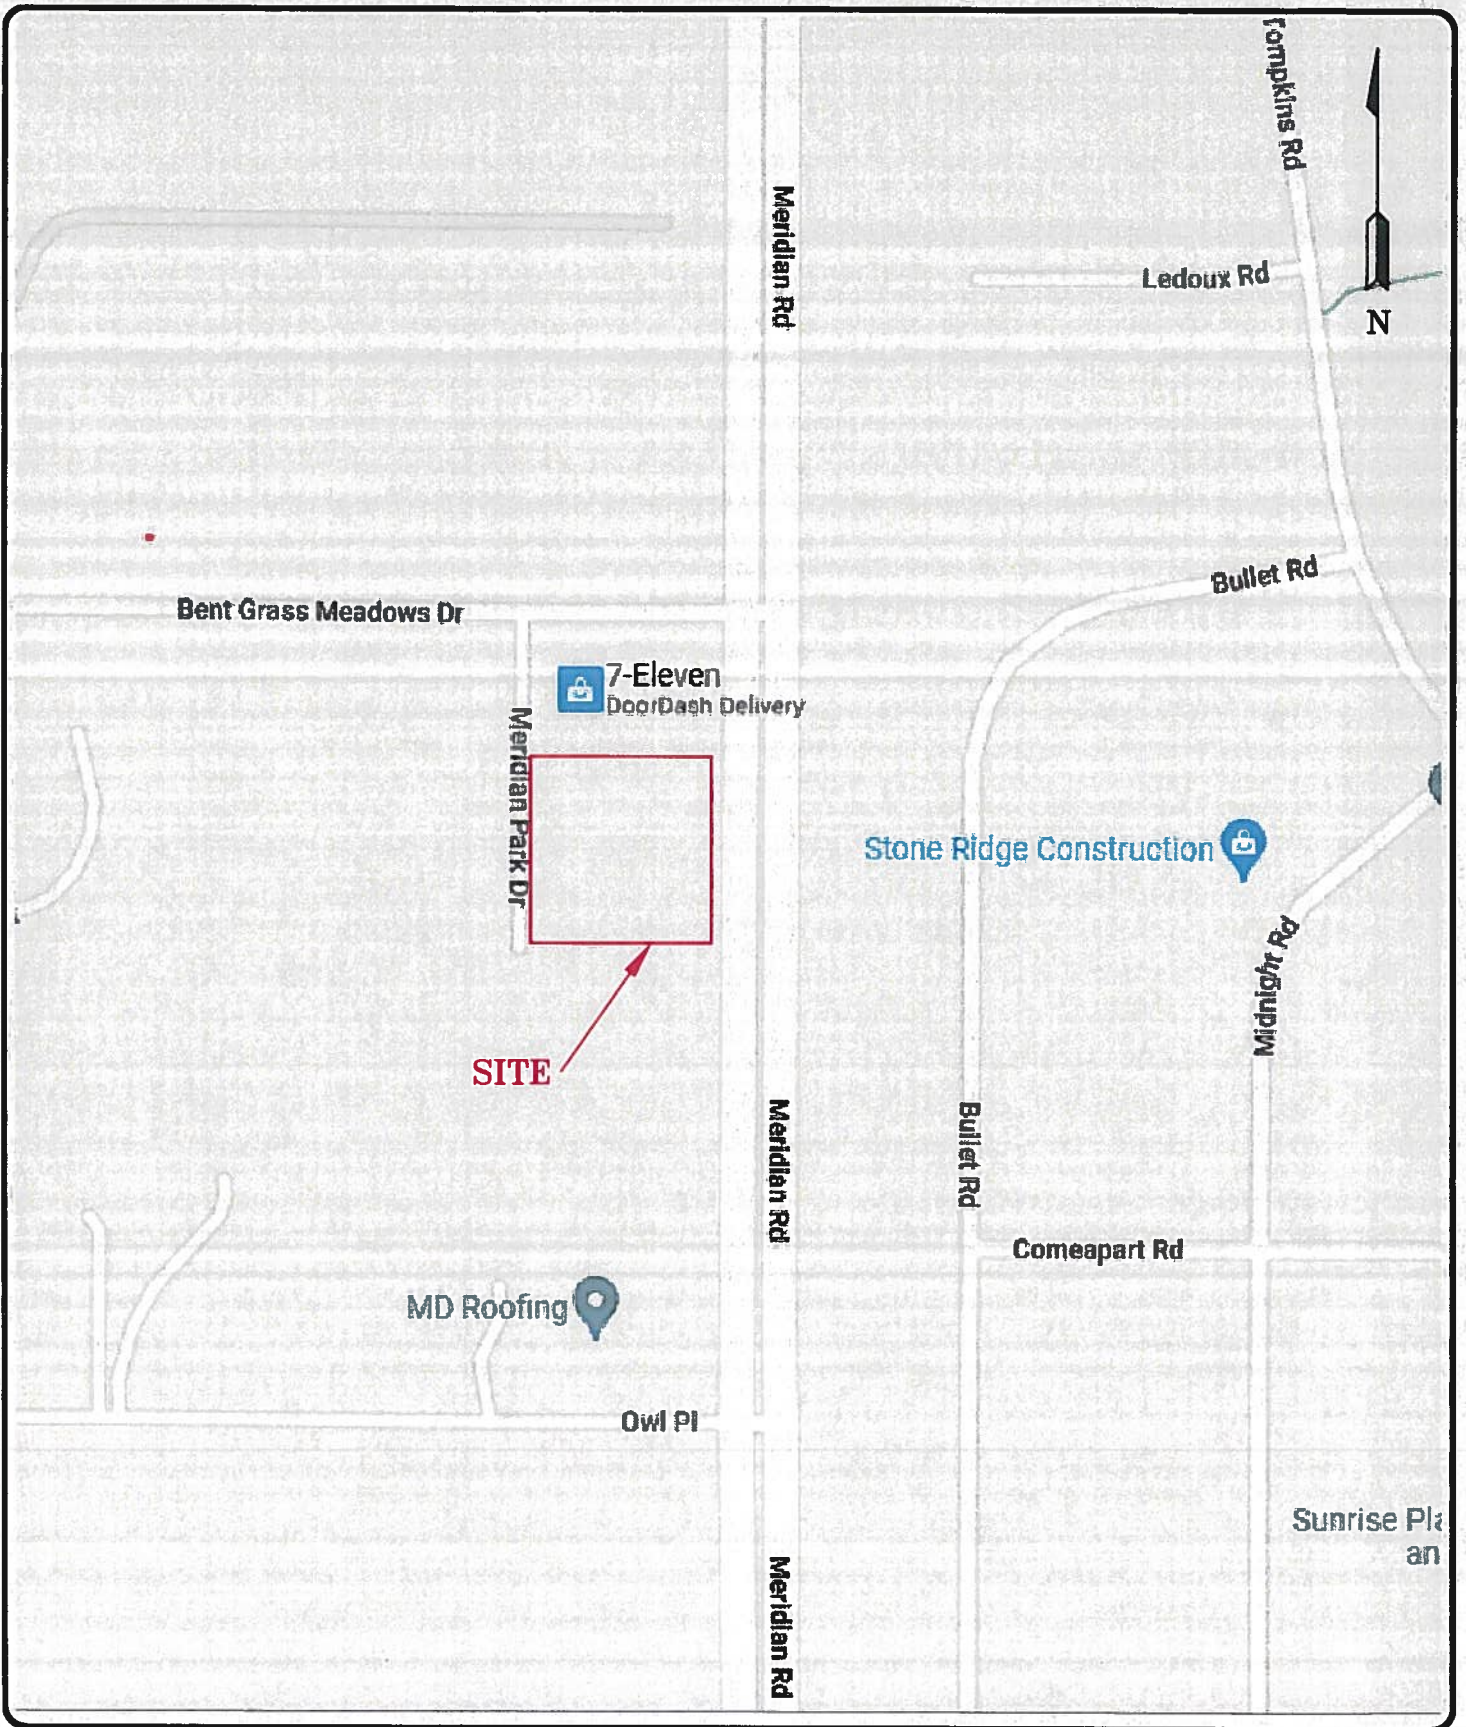 Tompkins Rd
Meridian Rd
Ledoux Rd
N
Bullet Rd
Bent Grass Meadows Dr
7-Eleven
DoorDash Delivery
Meridian Park Dr
Stone Ridge Construction
Midnight Rd
SITE
Meridian Rd
Bullet Rd
Comeapart Rd
MD Roofing
Owl Pl
Sunrise Pla
an
Meridian Rd